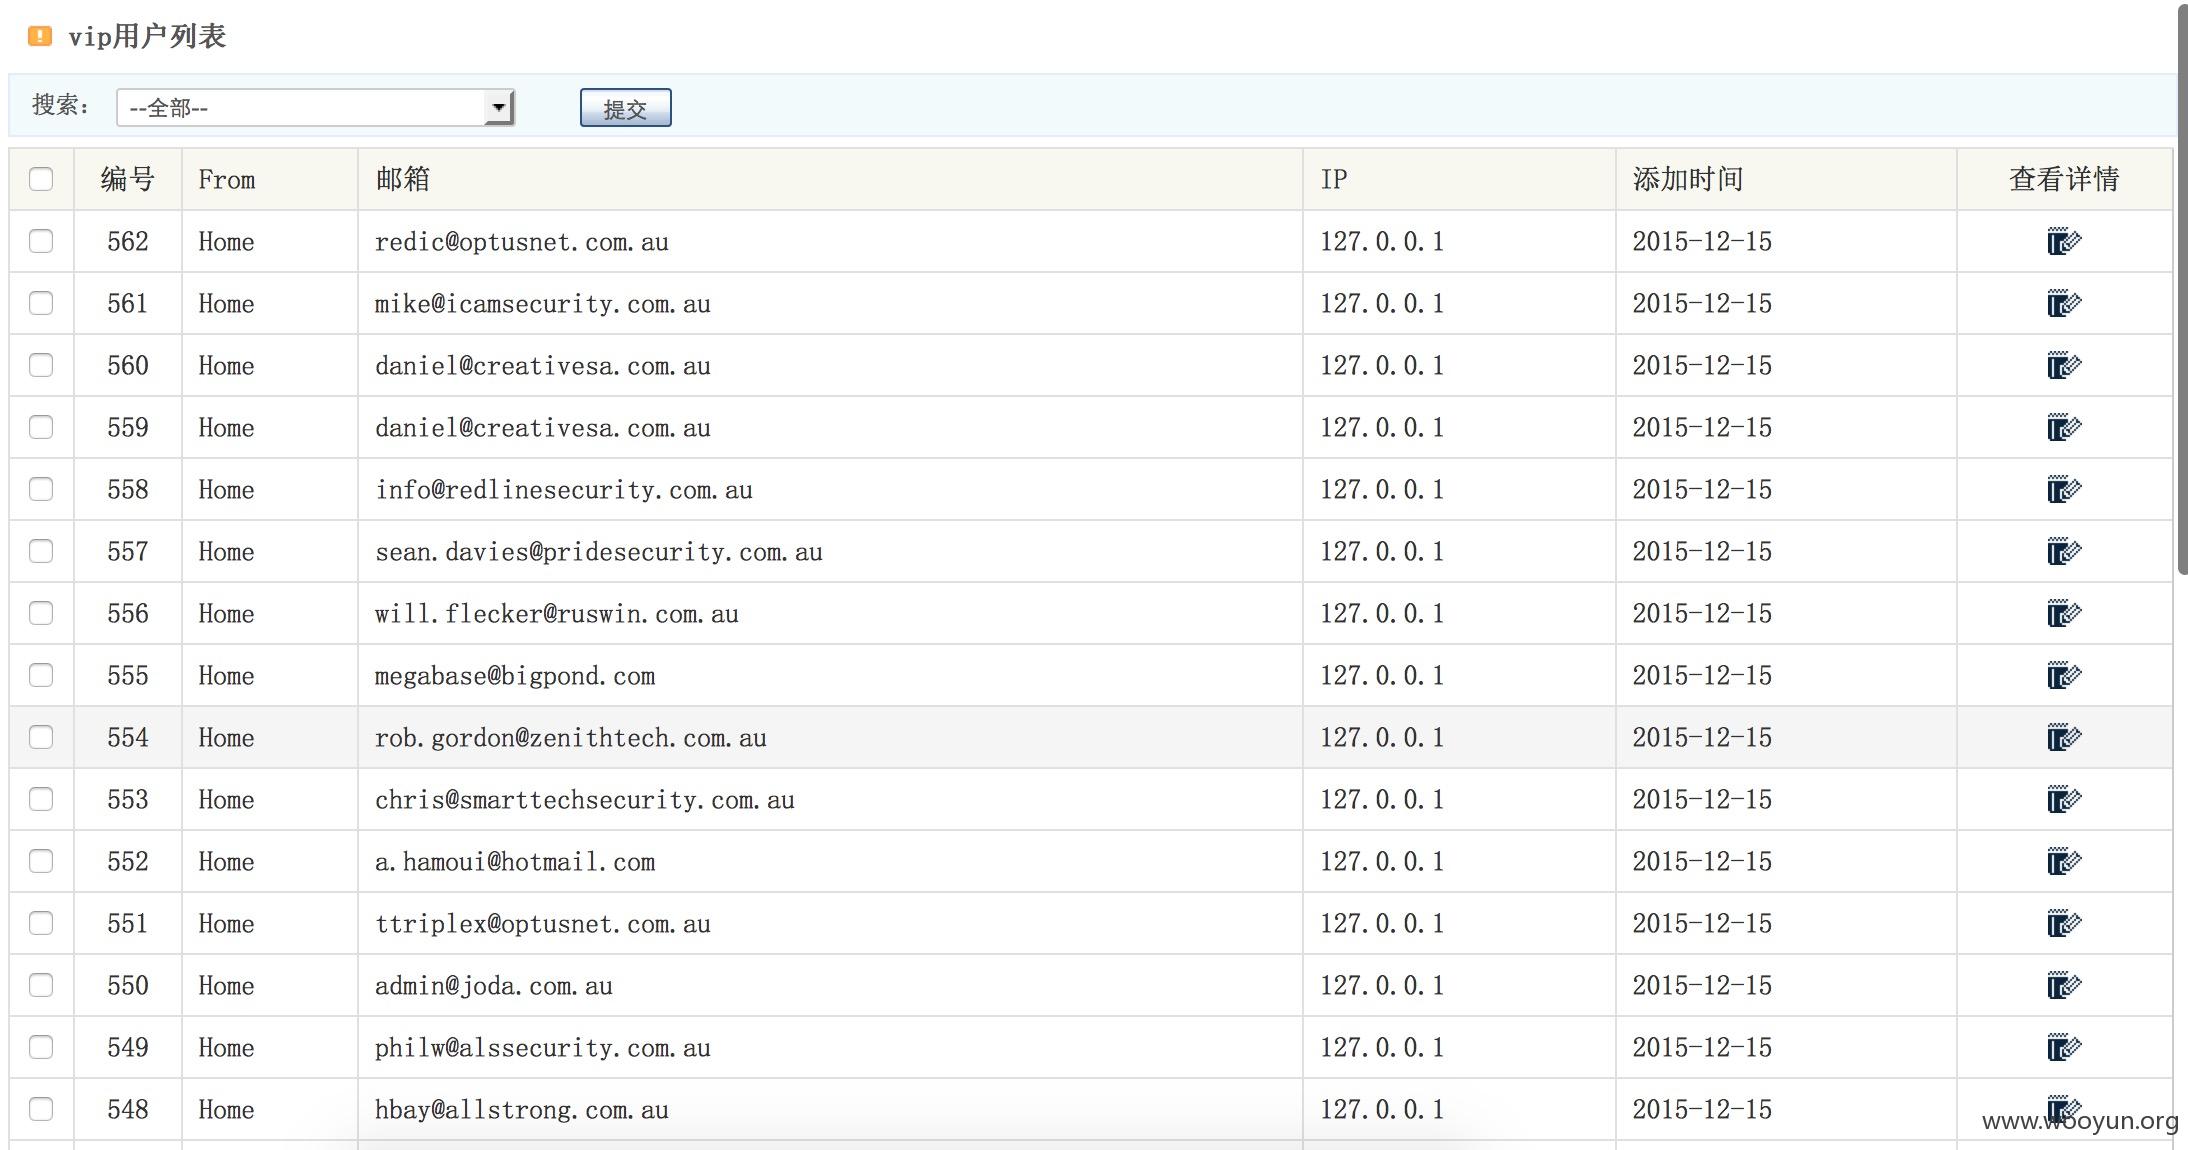 vip用户列表
搜索： --全部-- 提交
编号 From 邮箱 IP 添加时间 查看详情
562 Home redic@optusnet.com.au 127.0.0.1 2015-12-15
561 Home mike@icamsecurity.com.au 127.0.0.1 2015-12-15
560 Home daniel@creativesa.com.au 127.0.0.1 2015-12-15
559 Home daniel@creativesa.com.au 127.0.0.1 2015-12-15
558 Home info@redlinesecurity.com.au 127.0.0.1 2015-12-15
557 Home sean.davies@pridesecurity.com.au 127.0.0.1 2015-12-15
556 Home will.flecker@ruswin.com.au 127.0.0.1 2015-12-15
555 Home megabase@bigpond.com 127.0.0.1 2015-12-15
554 Home rob.gordon@zenithtech.com.au 127.0.0.1 2015-12-15
553 Home chris@smarttechsecurity.com.au 127.0.0.1 2015-12-15
552 Home a.hamoui@hotmail.com 127.0.0.1 2015-12-15
551 Home ttriplex@optusnet.com.au 127.0.0.1 2015-12-15
550 Home admin@joda.com.au 127.0.0.1 2015-12-15
549 Home philw@alssecurity.com.au 127.0.0.1 2015-12-15
548 Home hbay@allstrong.com.au 127.0.0.1 2015-12-15
www.wooyun.org